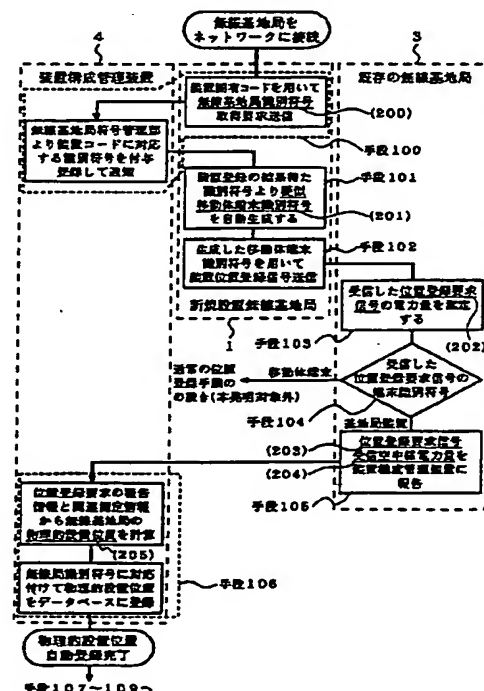 無線基地局を
ネットワークに接続
4
3
装置構成管理装置
既存の無線基地局
装置固有コードを用いて
無線基地局識別符号
取得要求送信
(200)
無線基地局符号管理部
より装置コードに対応
する識別符号を付与
登録して通知
手段100
手段101
装置登録の結果得た
識別符号より疑似
移動体端末識別符号
を自動生成する
(201)
手段102
生成した移動体端末
識別符号を用いて
装置位置登録信号送信
新規設置無線基地局
1
受信した位置登録要求
信号の電力量を測定
する
(202)
手段103
受信した
位置登録要求信号の
端末識別符号
移動体端末
通常の位置
登録手順の
の続き(本発明対象外)
手段104
基地局装置
(203)
(204)
位置登録要求信号
受信空中線電力量を
装置構成管理装置に
報告
手段105
位置登録要求の報告
情報と関連測定情報
から無線基地局の
物理的設置位置を計算
(205)
手段106
無線局識別符号に対応
付けて物理的設置位置
をデータベースに登録
物理的設置位置
自動登録完了
手段107~109へ